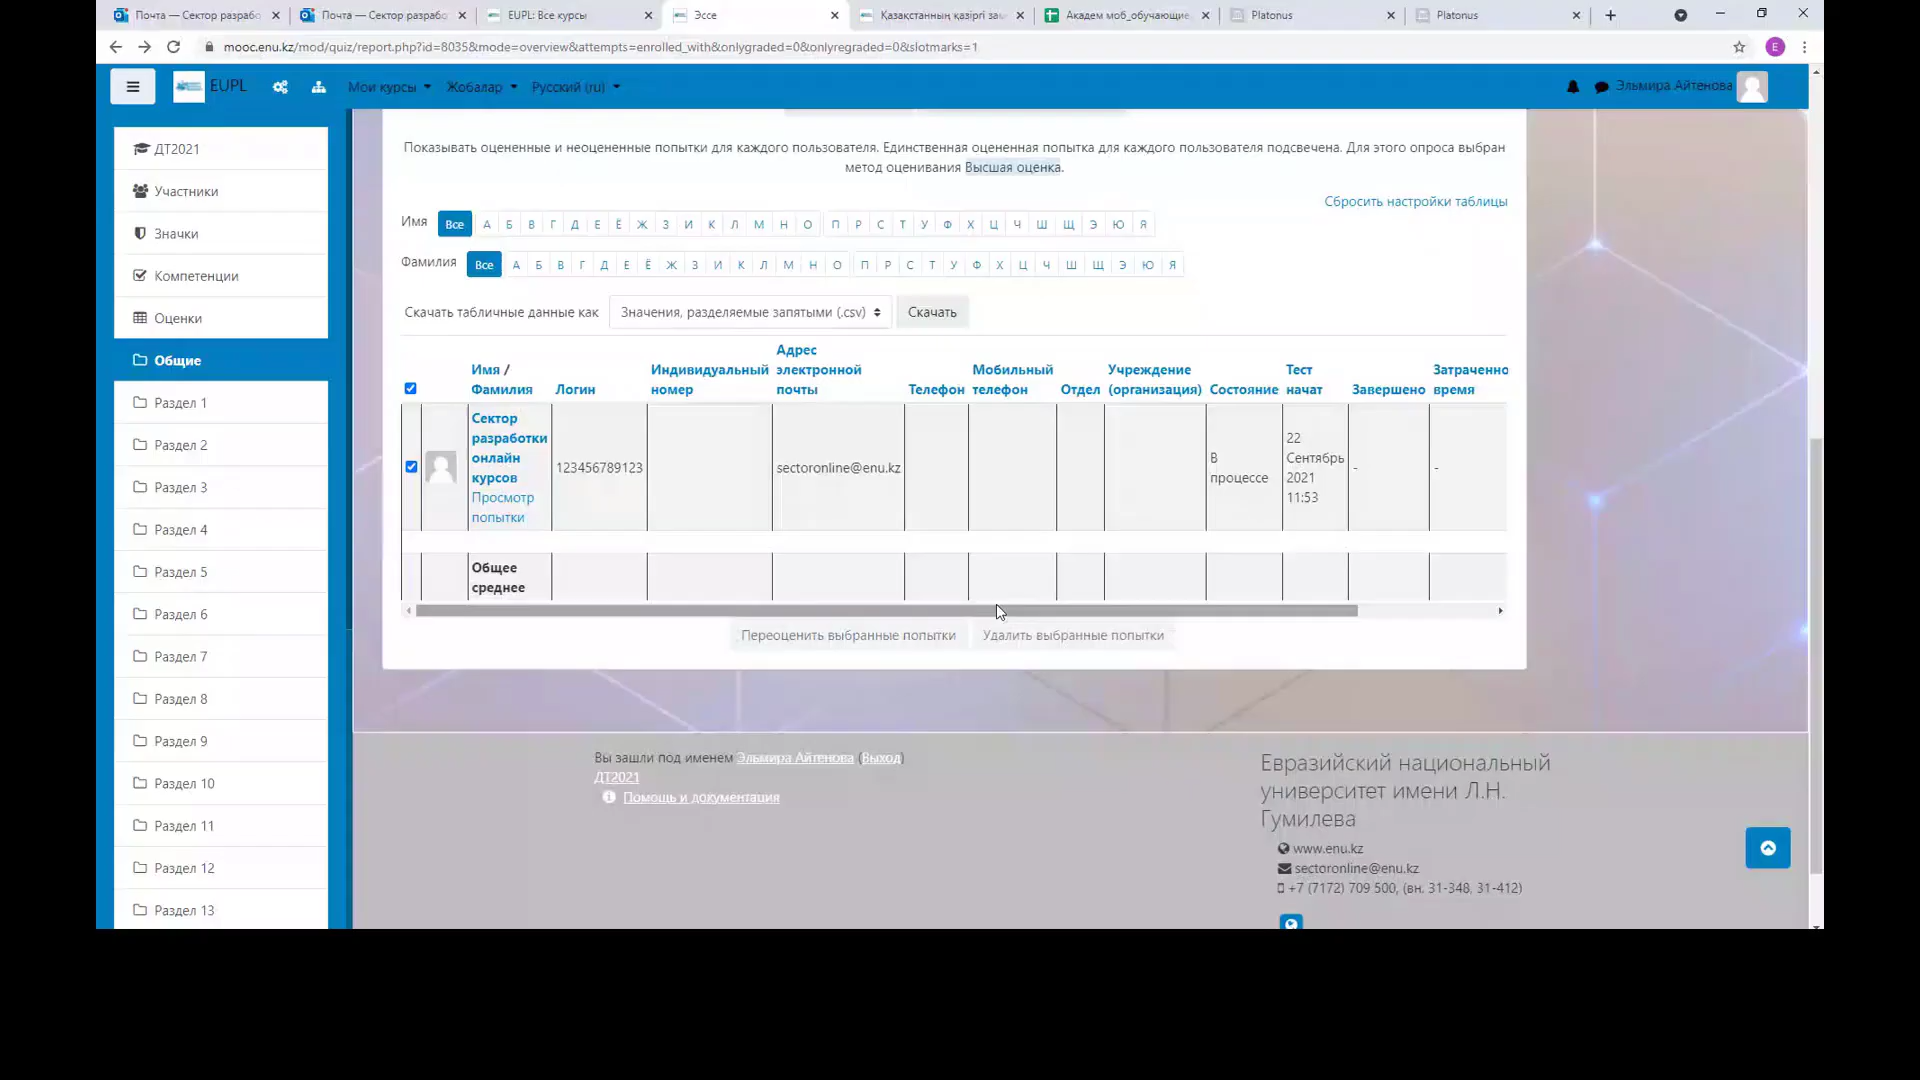 Почта — Сектор разрабо
Почта — Сектор разрабо
EUPL: Все курсы
Эссе
Қазақстанның қазіргі зам
Академ моб_обучающие
Platonus
Platonus
mooc.enu.kz/mod/quiz/report.php?id=8035&mode=overview&attempts=enrolled_with&onlygraded=0&onlyregraded=0&slotmarks=1
E
EUPL
Мои курсы
Жобалар
Русский (ru)
Эльмира Айтенова
ДТ2021
Участники
Значки
Компетенции
Оценки
Общие
Раздел 1
Раздел 2
Раздел 3
Раздел 4
Раздел 5
Раздел 6
Раздел 7
Раздел 8
Раздел 9
Раздел 10
Раздел 11
Раздел 12
Раздел 13
Показывать оцененные и неоцененные попытки для каждого пользователя. Единственная оцененная попытка для каждого пользователя подсвечена. Для этого опроса выбран
метод оценивания Высшая оценка.
Сбросить настройки таблицы
Имя Все А Б В Г Д Е Ё Ж З И К Л М Н О П Р С Т У Ф Х Ц Ч Ш Щ Э Ю Я
Фамилия Все А Б В Г Д Е Ё Ж З И К Л М Н О П Р С Т У Ф Х Ц Ч Ш Щ Э Ю Я
Скачать табличные данные как Значения, разделяемые запятыми (.csv) Скачать
Имя /
Фамилия
Логин
Индивидуальный
номер
Адрес
электронной
почты
Телефон
Мобильный
телефон
Отдел
Учреждение
(организация)
Состояние
Тест
начат
Завершено
Затраченно
время
Сектор
разработки
онлайн
курсов
Просмотр
попытки
123456789123
sectoronline@enu.kz
В
процессе
22
Сентябрь
2021
11:53
-
-
Общее
среднее
Переоценить выбранные попытки
Удалить выбранные попытки
Вы зашли под именем Эльмира Айтенова (Выход)
ДТ2021
Помощь и документация
Евразийский национальный
университет имени Л.Н.
Гумилева
www.enu.kz
sectoronline@enu.kz
+7 (7172) 709 500, (вн. 31-348, 31-412)